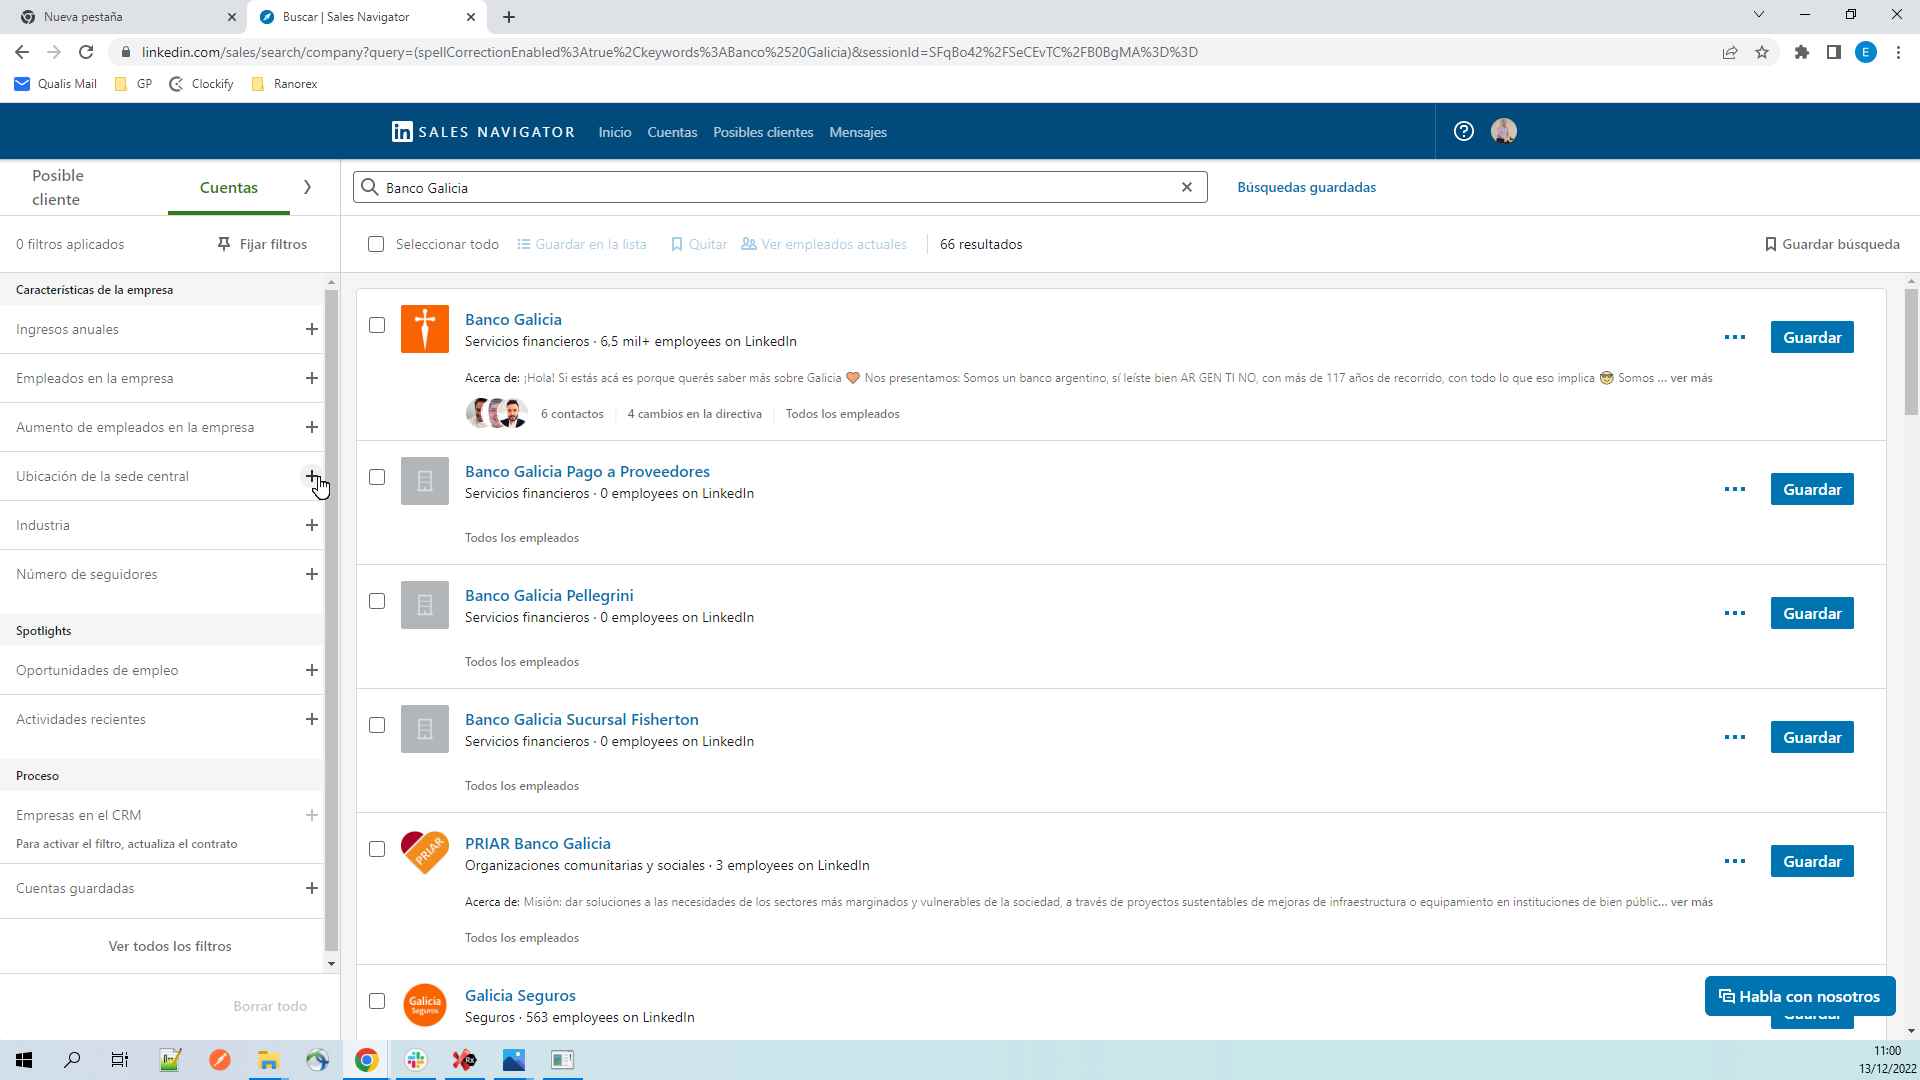 Nueva pestaña
Buscar | Sales Navigator
linkedin.com/sales/search/company?query=(spellCorrectionEnabled%3Atrue%2Ckeywords%3ABanco%2520Galicia)&sessionId=SFqBo42%2FSeCEvTC%2FB0BgMA%3D%3D
E
Qualis Mail
GP
Clockify
Ranorex
in SALES NAVIGATOR
Inicio
Cuentas
Posibles clientes
Mensajes
Posible cliente
Cuentas
Banco Galicia
Búsquedas guardadas
0 filtros aplicados
Fijar filtros
Seleccionar todo
Guardar en la lista
Quitar
Ver empleados actuales
66 resultados
Guardar búsqueda
Características de la empresa
Ingresos anuales
Empleados en la empresa
Aumento de empleados en la empresa
Ubicación de la sede central
Industria
Número de seguidores
Spotlights
Oportunidades de empleo
Actividades recientes
Proceso
Empresas en el CRM
Para activar el filtro, actualiza el contrato
Cuentas guardadas
Ver todos los filtros
Borrar todo
Banco Galicia
Servicios financieros · 6,5 mil+ employees on LinkedIn
Guardar
Acerca de: ¡Hola! Si estás acá es porque querés saber más sobre Galicia 🧡 Nos presentamos: Somos un banco argentino, sí leíste bien AR GEN TI NO, con más de 117 años de recorrido, con todo lo que eso implica 🤓 Somos ... ver más
6 contactos
4 cambios en la directiva
Todos los empleados
Banco Galicia Pago a Proveedores
Servicios financieros · 0 employees on LinkedIn
Guardar
Todos los empleados
Banco Galicia Pellegrini
Servicios financieros · 0 employees on LinkedIn
Guardar
Todos los empleados
Banco Galicia Sucursal Fisherton
Servicios financieros · 0 employees on LinkedIn
Guardar
Todos los empleados
PRIAR
PRIAR Banco Galicia
Organizaciones comunitarias y sociales · 3 employees on LinkedIn
Guardar
Acerca de: Misión: dar soluciones a las necesidades de los sectores más marginados y vulnerables de la sociedad, a través de proyectos sustentables de mejoras de infraestructura o equipamiento en instituciones de bien públic... ver más
Todos los empleados
Galicia Seguros
Galicia Seguros
Seguros · 563 employees on LinkedIn
Guardar
Habla con nosotros
11:00
13/12/2022